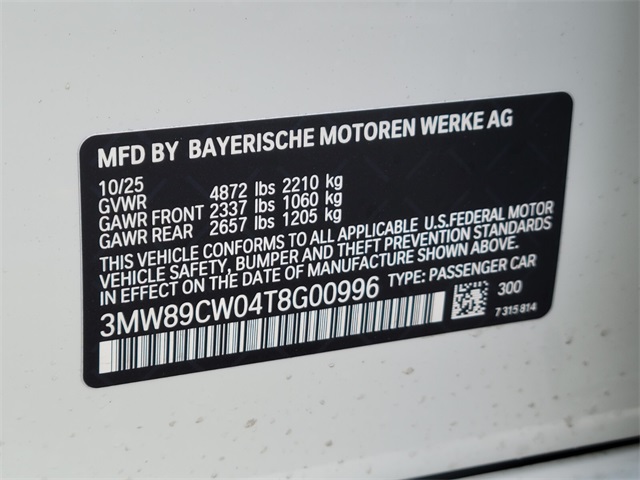 MFD BY BAYERISCHE MOTOREN WERKE AG
10/25
GVWR 4872 lbs 2210 kg
GAWR FRONT 2337 lbs 1060 kg
GAWR REAR 2657 lbs 1205 kg
THIS VEHICLE CONFORMS TO ALL APPLICABLE U.S.FEDERAL MOTOR
VEHICLE SAFETY, BUMPER, AND THEFT PREVENTION STANDARDS
IN EFFECT ON THE DATE OF MANUFACTURE SHOWN ABOVE.
3MW89CW04T8G00996 TYPE: PASSENGER CAR
300
7315814